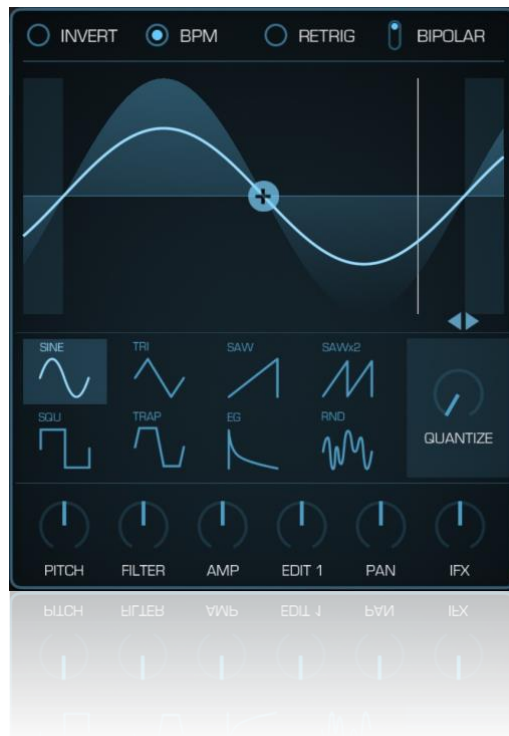 INVERT BPM RETRIG BIPOLAR
SINE TRI SAW SAWx2
SQU TRAP EG RND
QUANTIZE
PITCH FILTER AMP EDIT 1 PAN IFX